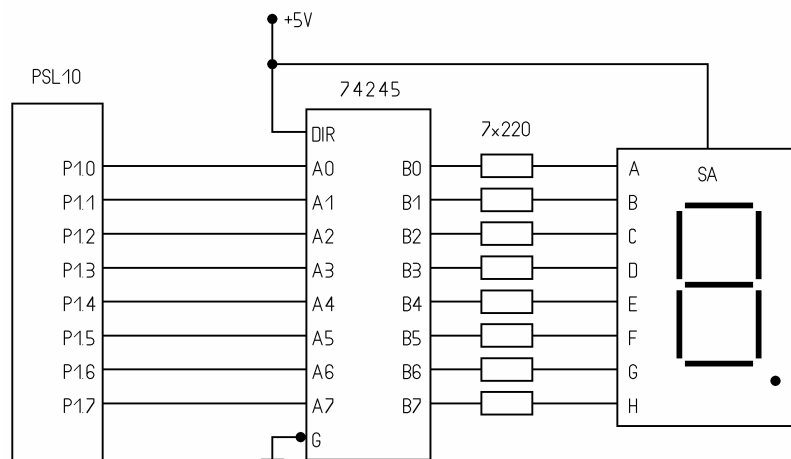 +5V
PSL10
74245
7x220
DIR
P1.0
A0
B0
A
SA
P1.1
A1
B1
B
P1.2
A2
B2
C
P1.3
A3
B3
D
P1.4
A4
B4
E
P1.5
A5
B5
F
P1.6
A6
B6
G
P1.7
A7
B7
H
G